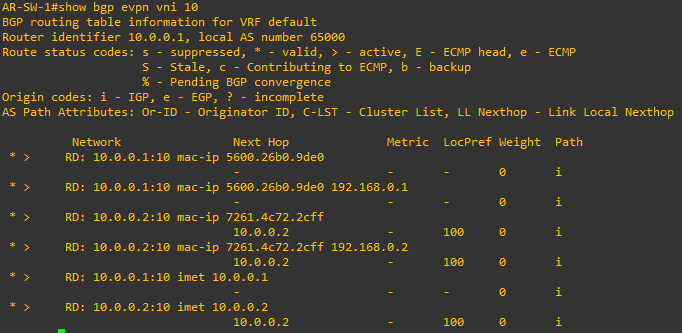 AR-SW-1#show bgp evpn vni 10
BGP routing table information for VRF default
Router identifier 10.0.0.1, local AS number 65000
Route status codes: s - suppressed, * - valid, > - active, E - ECMP head, e - ECMP
                    S - Stale, c - Contributing to ECMP, b - backup
                    % - Pending BGP convergence
Origin codes: i - IGP, e - EGP, ? - incomplete
AS Path Attributes: Or-ID - Originator ID, C-LST - Cluster List, LL Nexthop - Link Local Nexthop
          Network                Next Hop              Metric  LocPref Weight  Path
 * >     RD: 10.0.0.1:10 mac-ip 5600.26b0.9de0
                                 -                     -       -       0       i
 * >     RD: 10.0.0.1:10 mac-ip 5600.26b0.9de0 192.168.0.1
                                 -                     -       -       0       i
 * >     RD: 10.0.0.2:10 mac-ip 7261.4c72.2cff
                                 10.0.0.2              -       100     0       i
 * >     RD: 10.0.0.2:10 mac-ip 7261.4c72.2cff 192.168.0.2
                                 10.0.0.2              -       100     0       i
 * >     RD: 10.0.0.1:10 imet 10.0.0.1
                                 -                     -       -       0       i
 * >     RD: 10.0.0.2:10 imet 10.0.0.2
                                 10.0.0.2              -       100     0       i